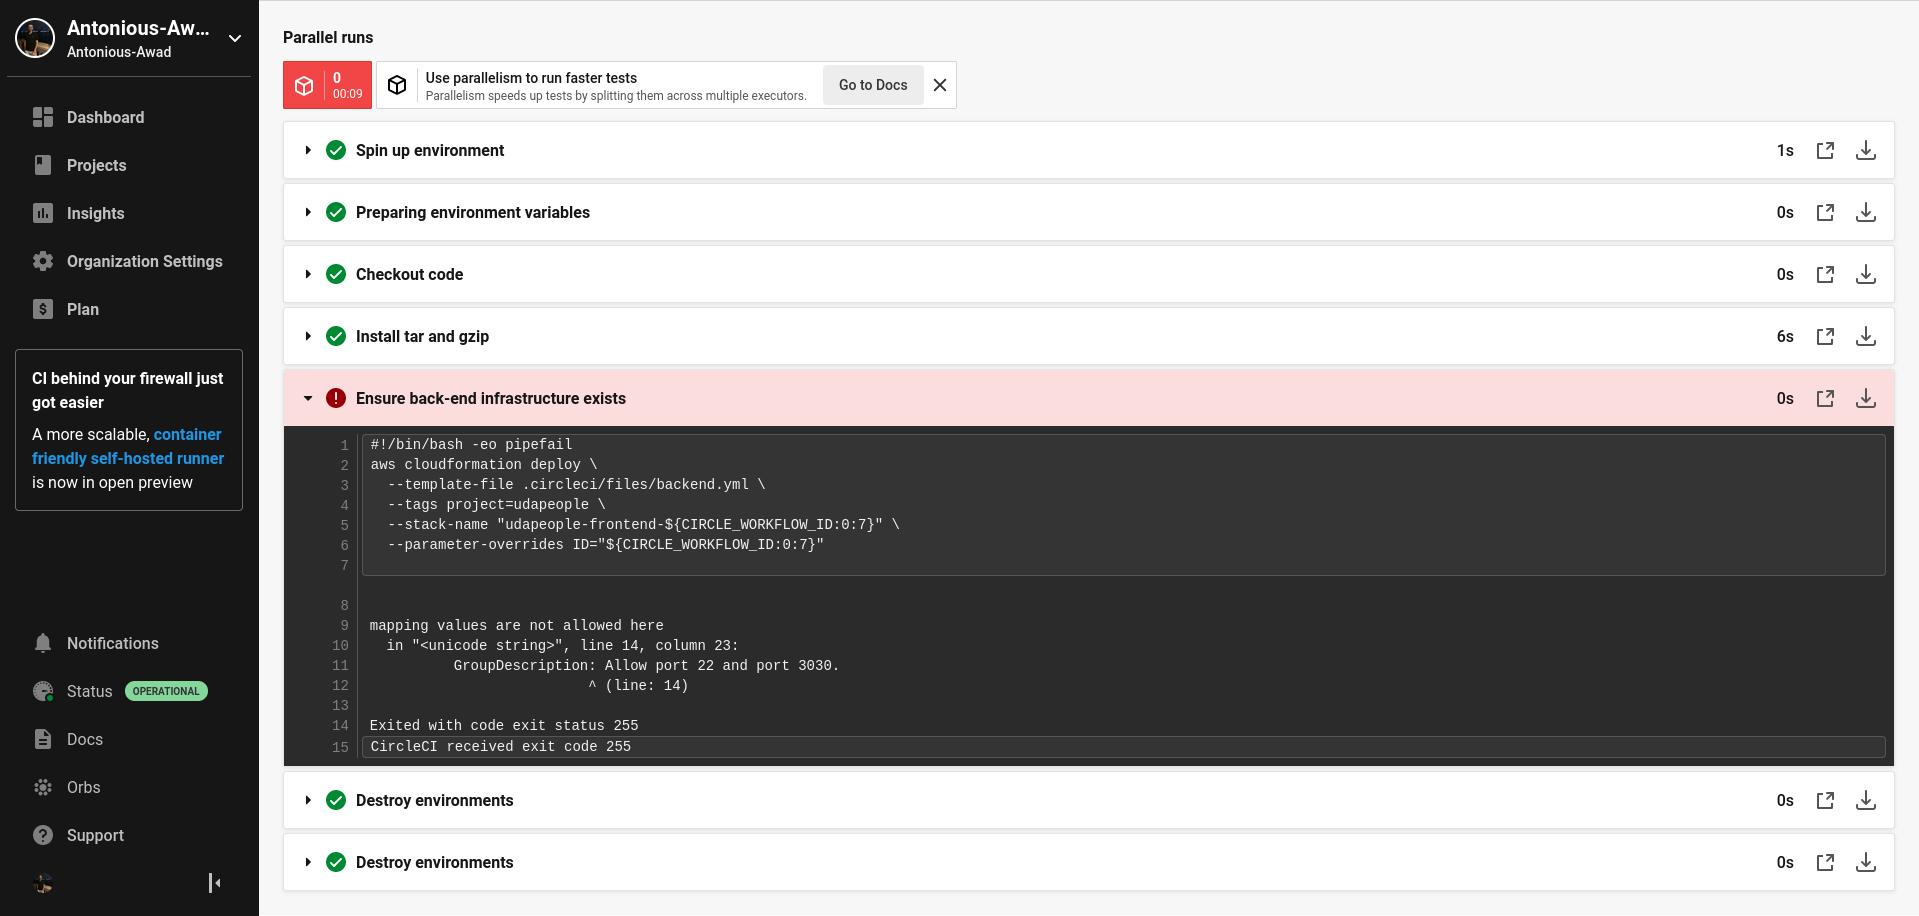 Antonious-Aw...
Antonious-Awad
Dashboard
Projects
Insights
Organization Settings
Plan
CI behind your firewall just
got easier
A more scalable, container
friendly self-hosted runner
is now in open preview
Notifications
Status OPERATIONAL
Docs
Orbs
Support
Parallel runs
0
00:09
Use parallelism to run faster tests
Parallelism speeds up tests by splitting them across multiple executors.
Go to Docs
Spin up environment 1s
Preparing environment variables 0s
Checkout code 0s
Install tar and gzip 6s
Ensure back-end infrastructure exists 0s
1 #!/bin/bash -eo pipefail
2 aws cloudformation deploy \
3 --template-file .circleci/files/backend.yml \
4 --tags project=udapeople \
5 --stack-name "udapeople-frontend-${CIRCLE_WORKFLOW_ID:0:7}" \
6 --parameter-overrides ID="${CIRCLE_WORKFLOW_ID:0:7}"
7
8
9 mapping values are not allowed here
10 in "<unicode string>", line 14, column 23:
11 GroupDescription: Allow port 22 and port 3030.
12 ^ (line: 14)
13
14 Exited with code exit status 255
15 CircleCI received exit code 255
Destroy environments 0s
Destroy environments 0s